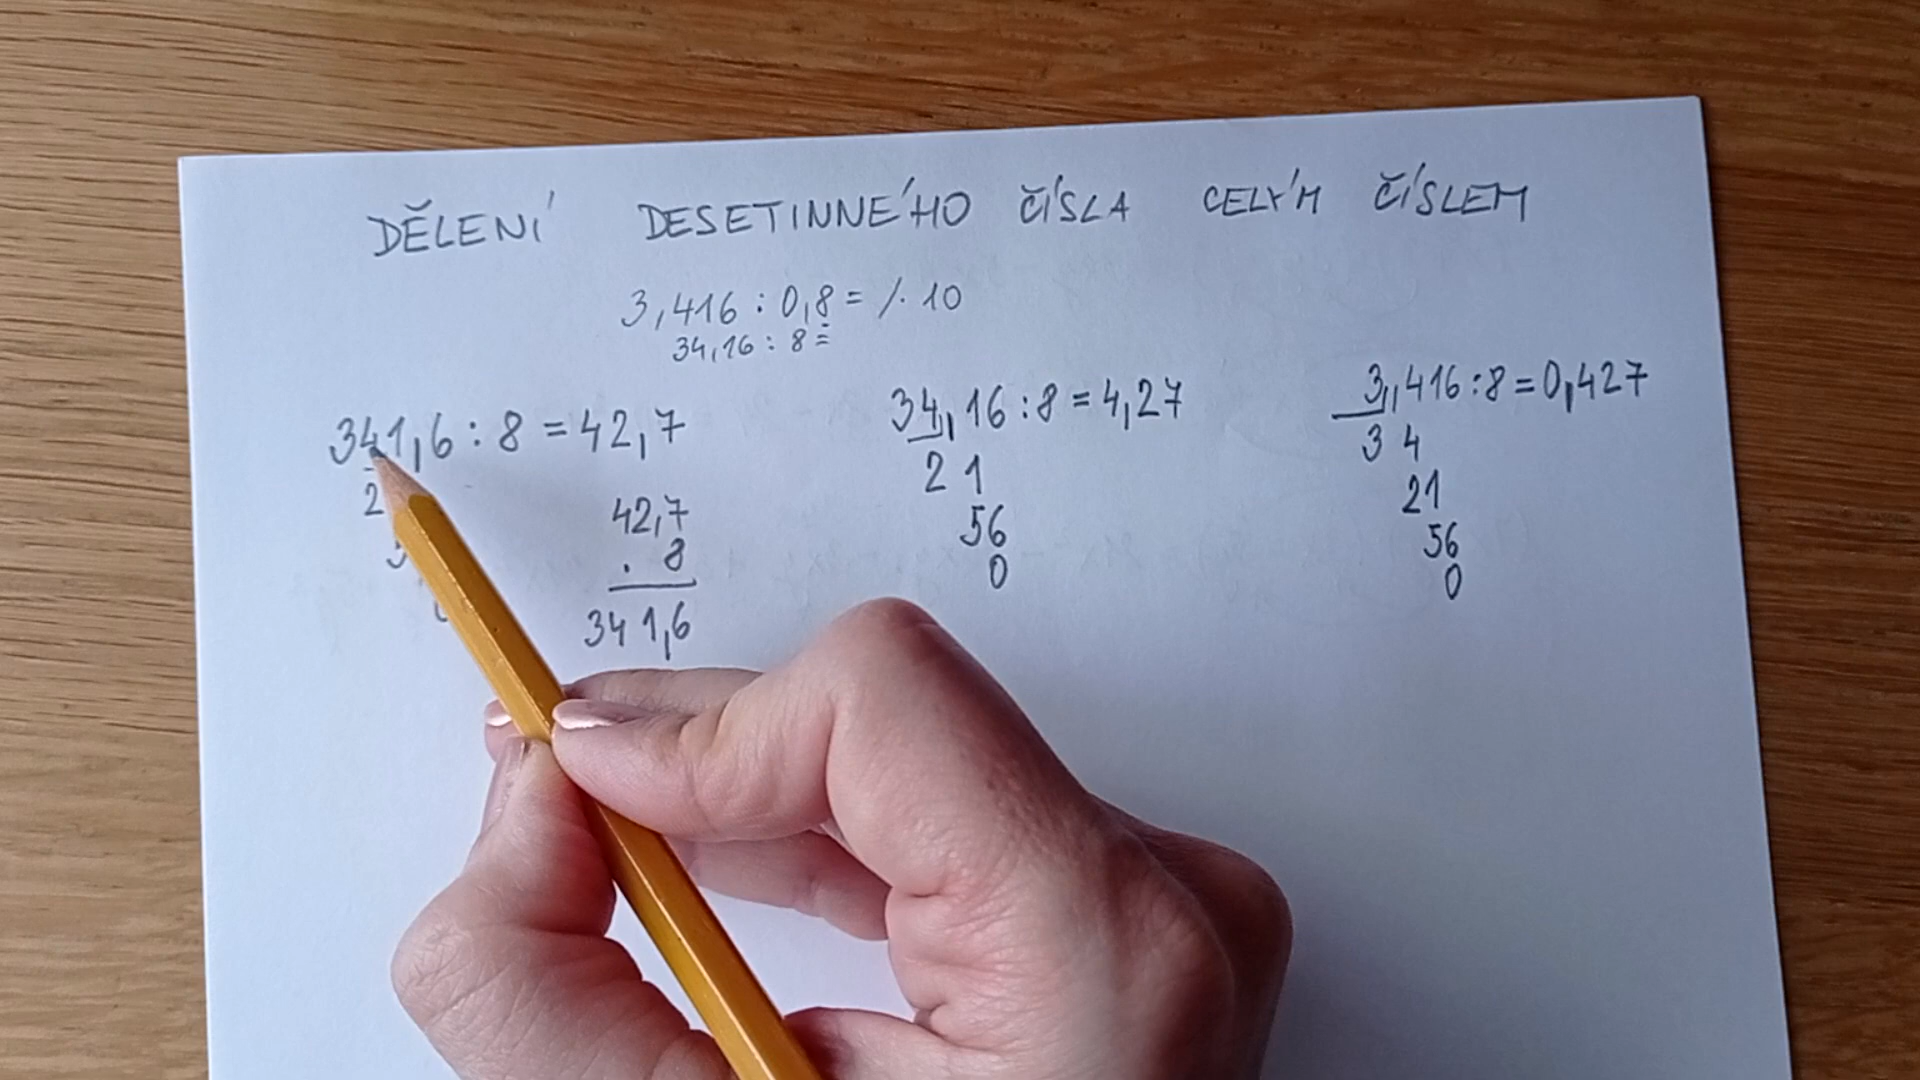 DĚLENÍ DESETINNÉHO ČÍSLA CELÝM ČÍSLEM
3,416 : 0,8 = /· 10
34,16 : 8 =
341,6 : 8 = 42,7
2
5
42,7
· 8
341,6
34,16 : 8 = 4,27
21
56
0
3,416 : 8 = 0,427
34
21
56
0